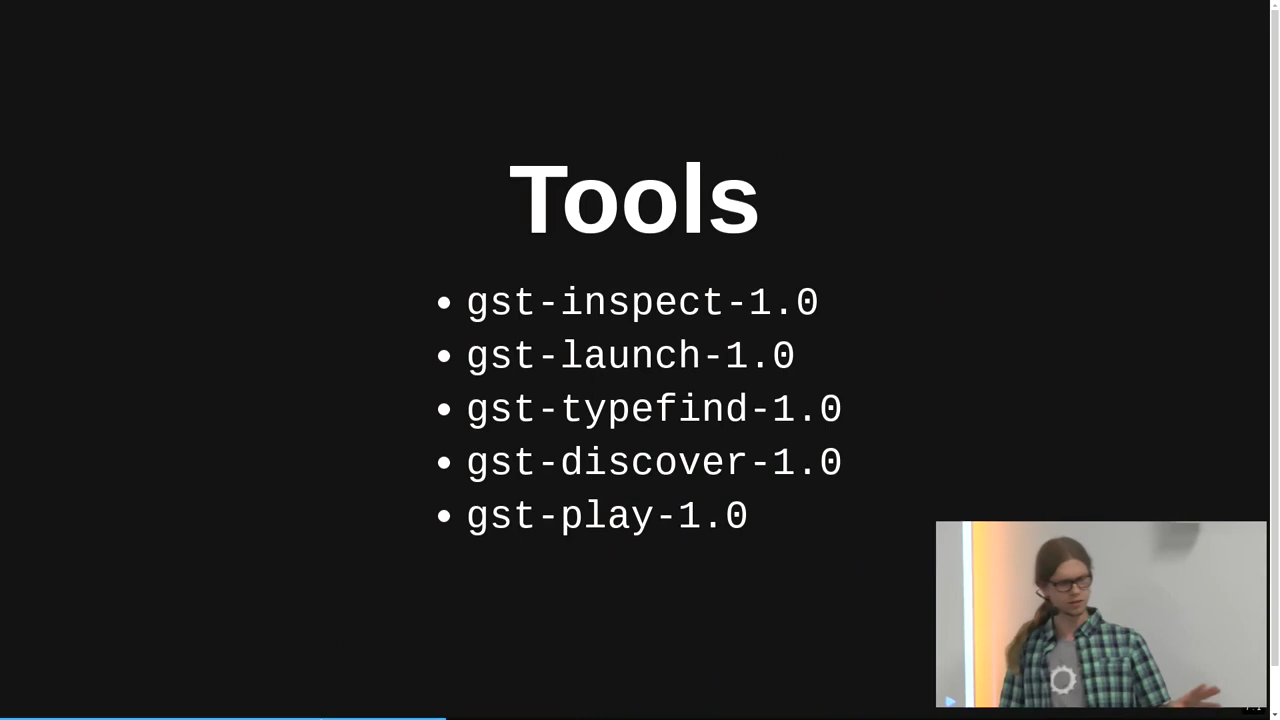 Tools
gst-inspect-1.0
gst-launch-1.0
gst-typefind-1.0
gst-discover-1.0
gst-play-1.0